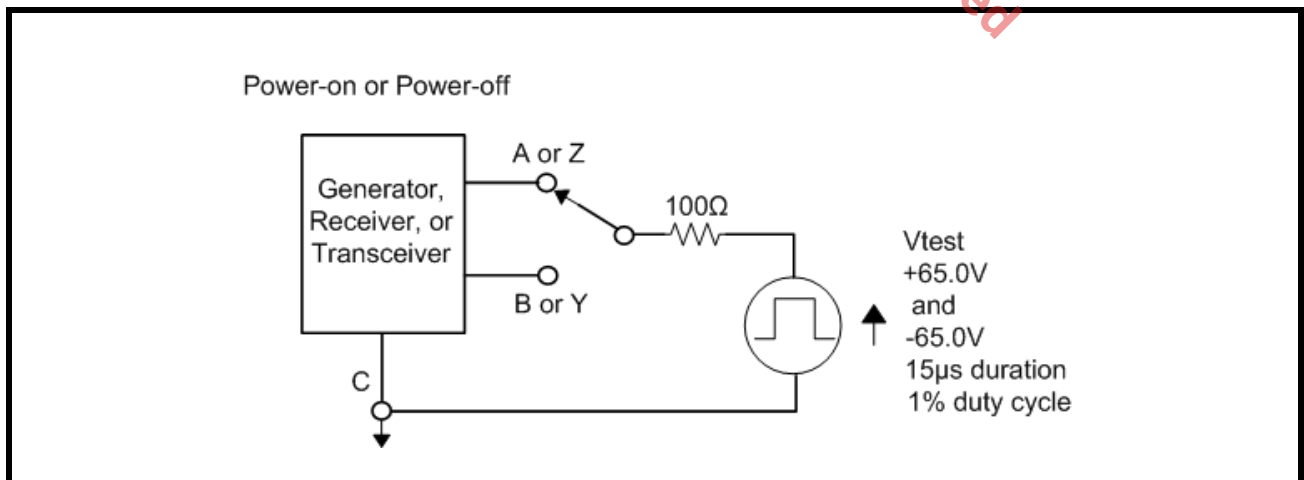 ed
Power-on or Power-off
A or Z
Generator,
Receiver, or
Transceiver
100Ω
Vtest
+65.0V
and
-65.0V
15µs duration
1% duty cycle
B or Y
C